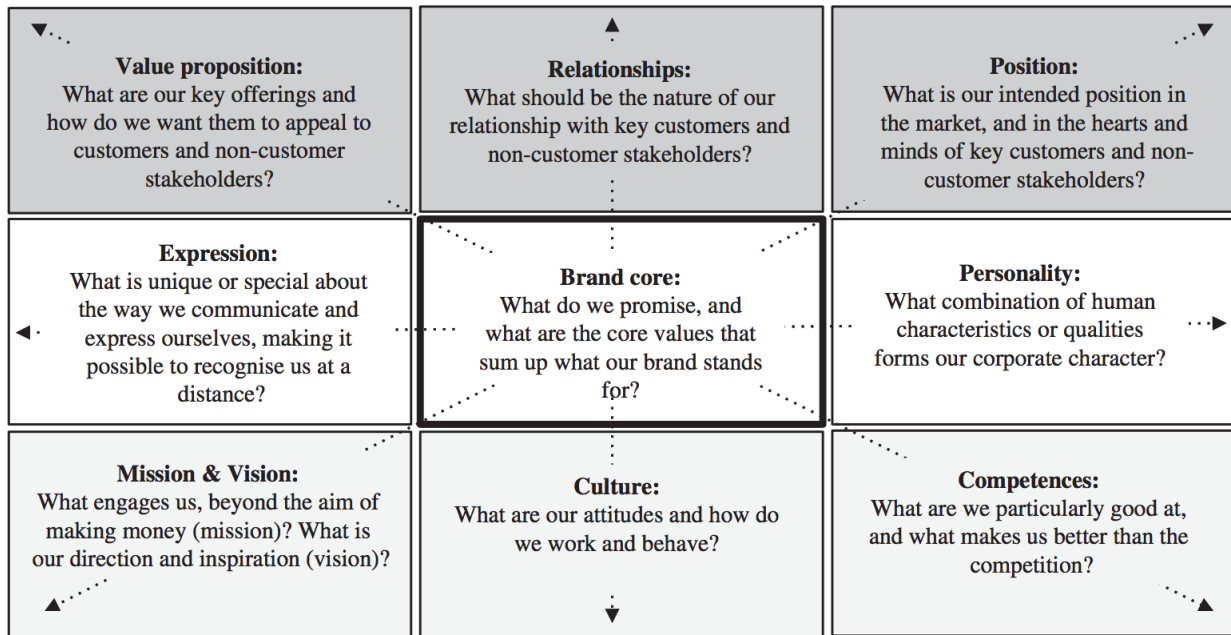 Value proposition:
What are our key offerings and
how do we want them to appeal to
customers and non-customer
stakeholders?
Relationships:
What should be the nature of our
relationship with key customers and
non-customer stakeholders?
Position:
What is our intended position in
the market, and in the hearts and
minds of key customers and non-
customer stakeholders?
Expression:
What is unique or special about
the way we communicate and
express ourselves, making it
possible to recognise us at a
distance?
Brand core:
What do we promise, and
what are the core values that
sum up what our brand stands
for?
Personality:
What combination of human
characteristics or qualities
forms our corporate character?
Mission & Vision:
What engages us, beyond the aim of
making money (mission)? What is
our direction and inspiration (vision)?
Culture:
What are our attitudes and how do
we work and behave?
Competences:
What are we particularly good at,
and what makes us better than the
competition?